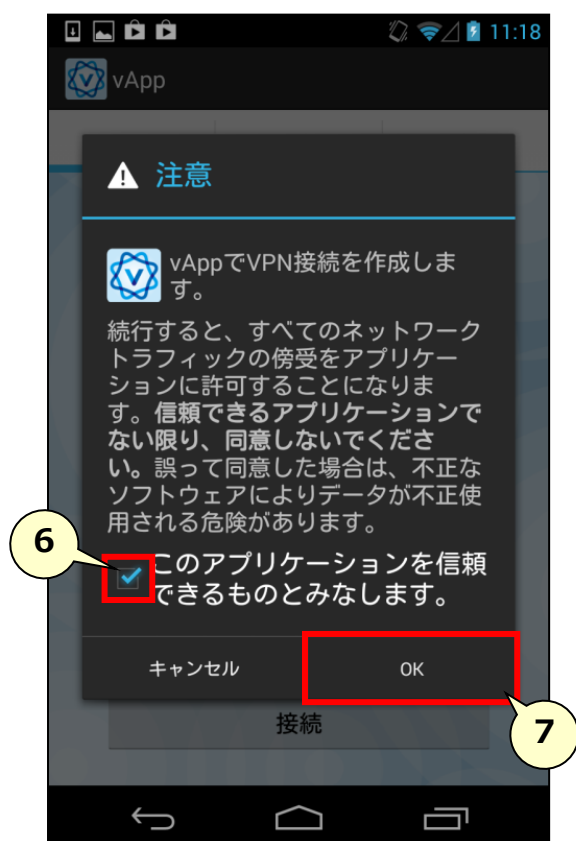 11:18
vApp
注意
vAppでVPN接続を作成しま
す。
続行すると、すべてのネットワーク
トラフィックの傍受をアプリケー
ションに許可することになりま
す。信頼できるアプリケーションで
ない限り、同意しないでくださ
い。誤って同意した場合は、不正な
ソフトウェアによりデータが不正使
用される危険があります。
6
このアプリケーションを信頼
できるものとみなします。
キャンセル OK
7
接続